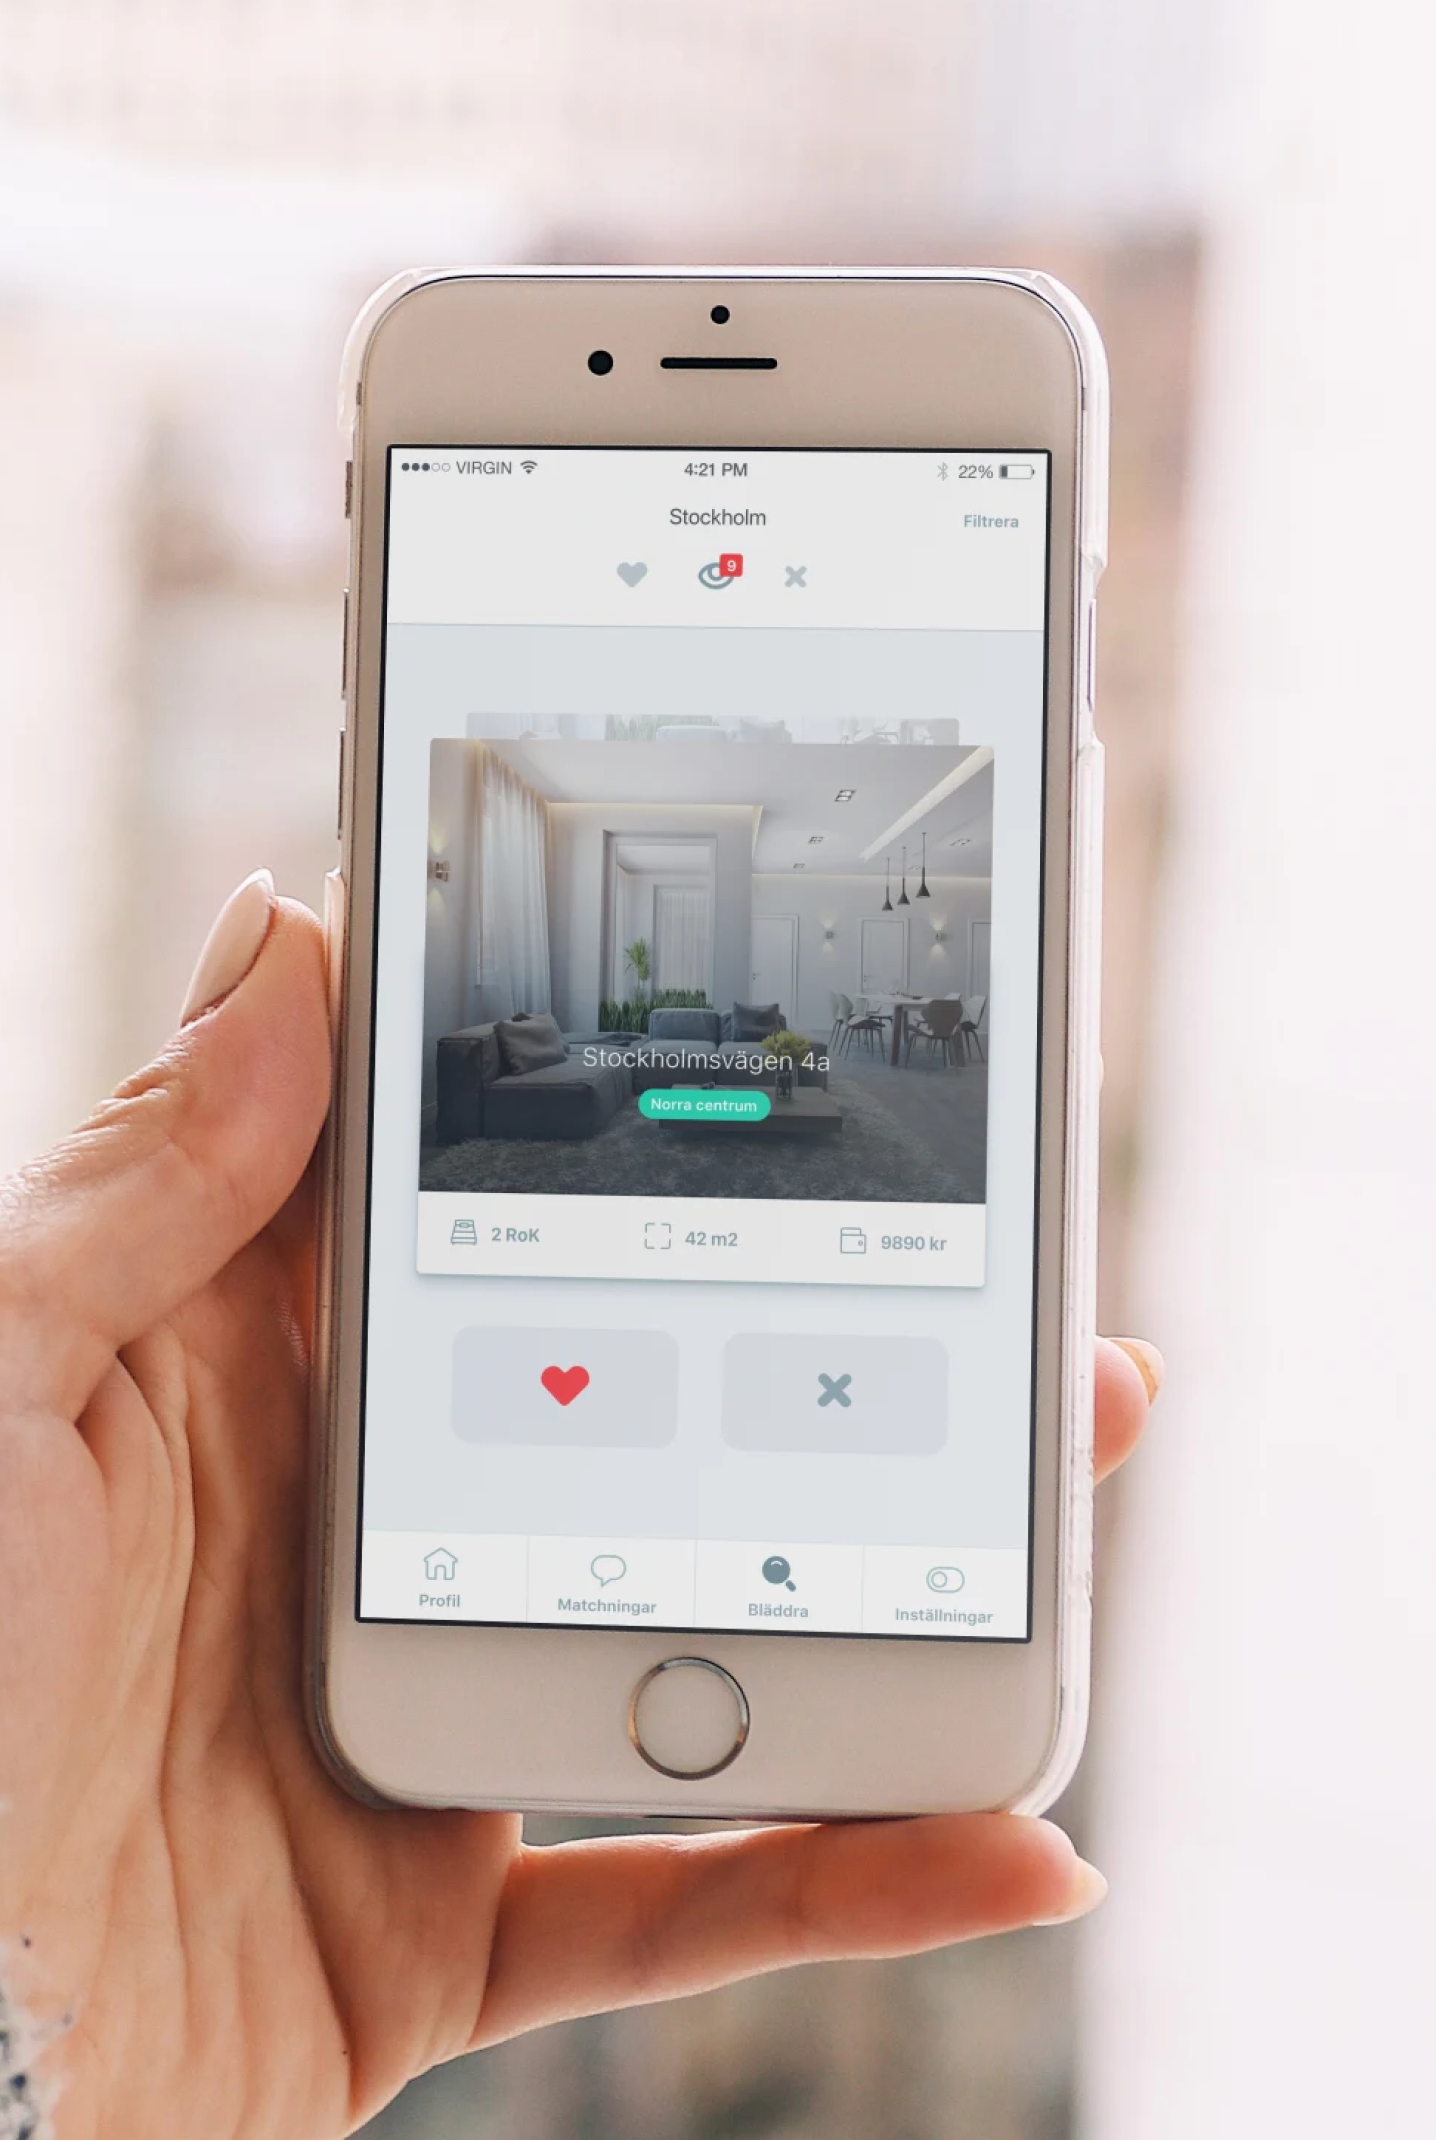 VIRGIN 4:21 PM 22%
Stockholm Filtrera
9
Stockholmsvägen 4a
Norra centrum
2 RoK 42 m2 9890 kr
Profil Matchningar Bläddra Inställningar